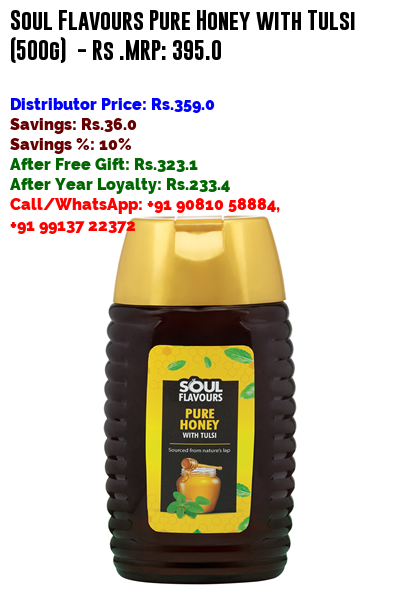 Soul Flavours Pure Honey with Tulsi
(500g) - Rs .MRP: 395.0
Distributor Price: Rs.359.0
Savings: Rs.36.0
Savings %: 10%
After Free Gift: Rs.323.1
After Year Loyalty: Rs.233.4
Call/WhatsApp: +91 90810 58884,
+91 99137 22372
SOUL
FLAVOURS
PURE
HONEY
WITH TULSI
Sourced from nature's lap